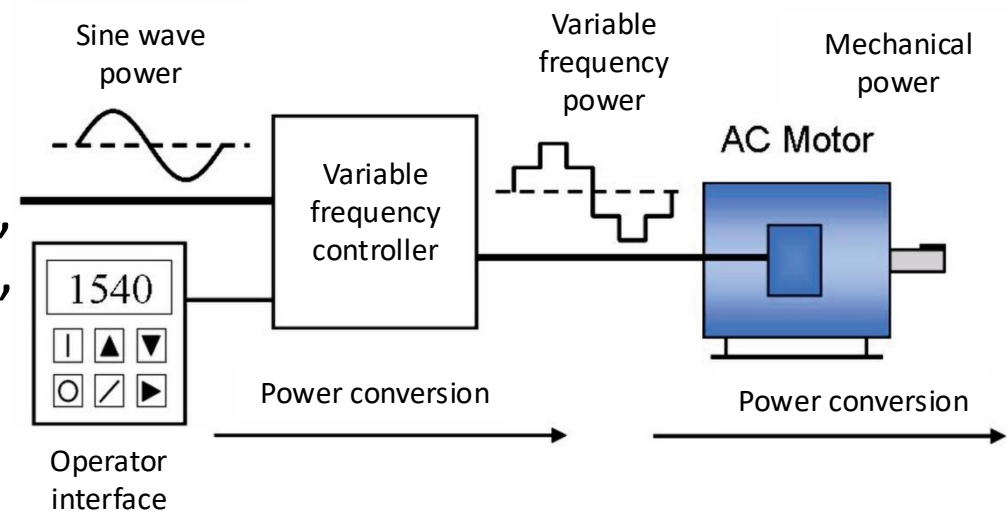 Sine wave
power
Variable
frequency
power
Mechanical
power
AC Motor
Variable
frequency
controller
,
,
1540
Power conversion
Power conversion
Operator
interface